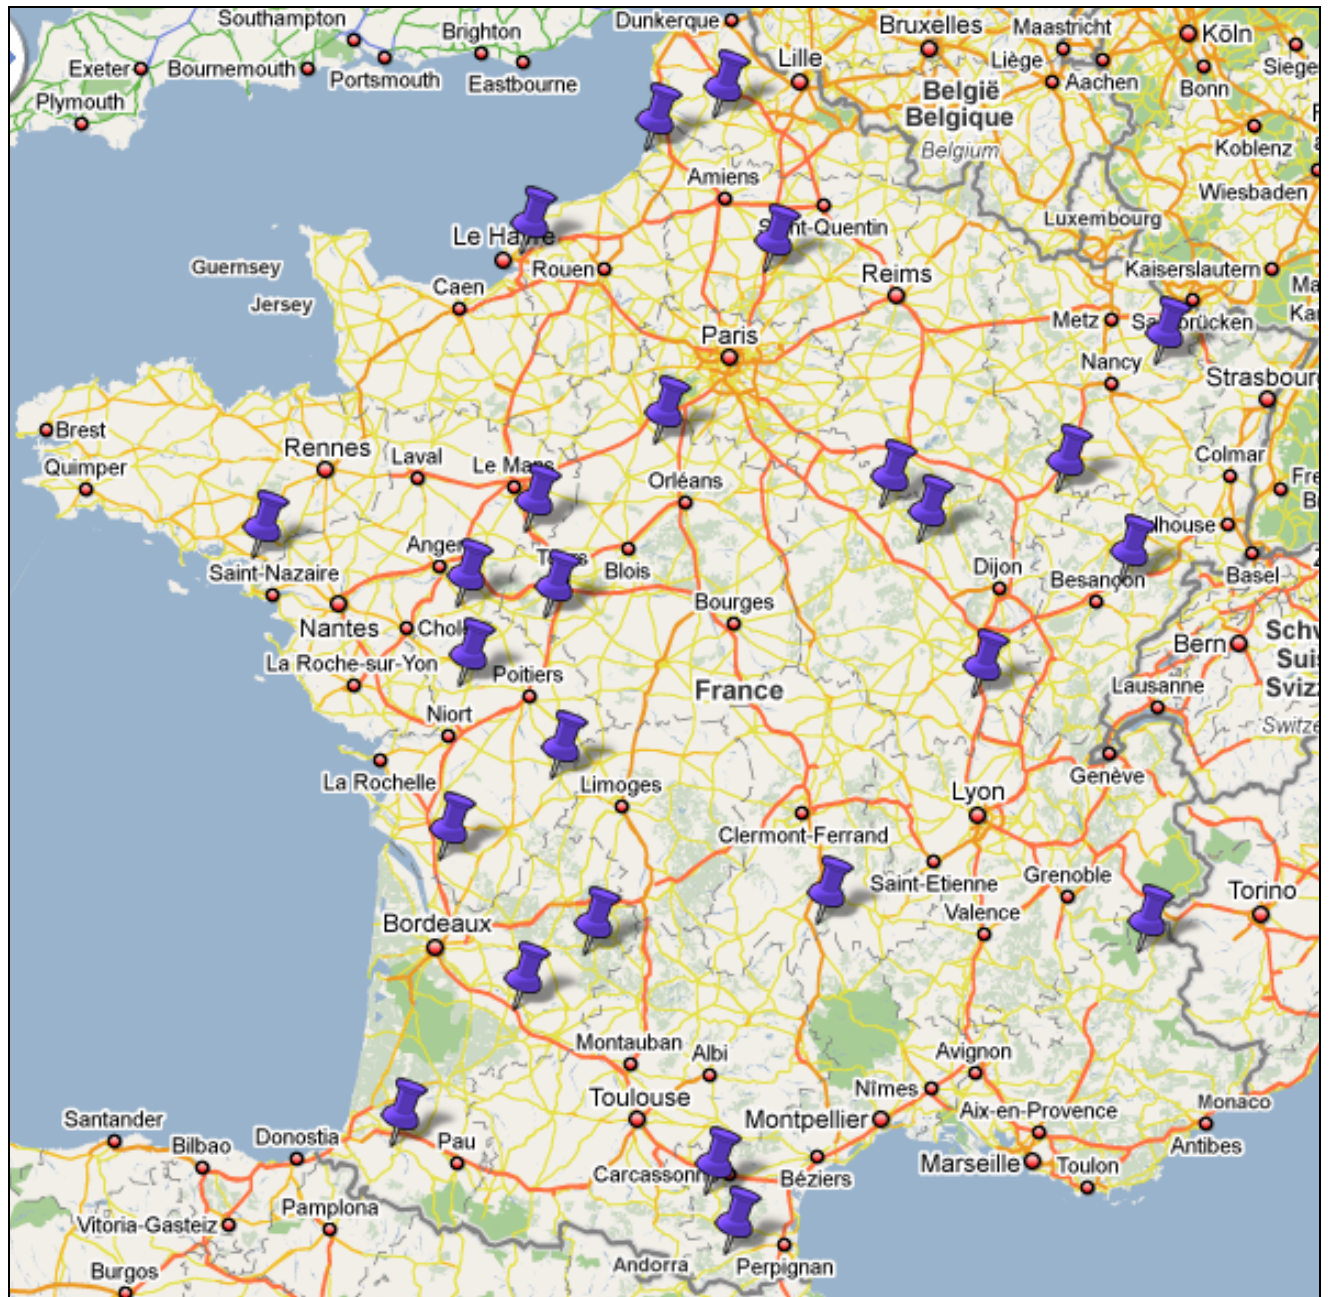 Southampton
Dunkerque
Bruxelles
Maastricht
Köln
Brighton
Exeter
Bournemouth
Portsmouth
Eastbourne
Lille
Liège
Aachen
Siege
Bonn
Plymouth
België
Belgique
Belgium
Koblenz
Amiens
Wiesbaden
Luxembourg
Le Havre
Guernsey
Rouen
Reims
Kaiserslautern
Caen
Jersey
Metz
Paris
Nancy
Strasbourg
Brest
Rennes
Laval
Le Mans
Quimper
Orléans
Colmar
Saint-Nazaire
Blois
Dijon
Besançon
Basel
Bourges
Nantes
Bern
La Roche-sur-Yon
Poitiers
France
Lausanne
Niort
La Rochelle
Limoges
Genève
Lyon
Clermont-Ferrand
Saint-Etienne
Grenoble
Torino
Bordeaux
Valence
Montauban
Albi
Avignon
Nîmes
Toulouse
Montpellier
Aix-en-Provence
Monaco
Santander
Bilbao
Donostia
Pau
Antibes
Béziers
Marseille
Toulon
Vitoria-Gasteiz
Pamplona
Andorra
Perpignan
Burgos